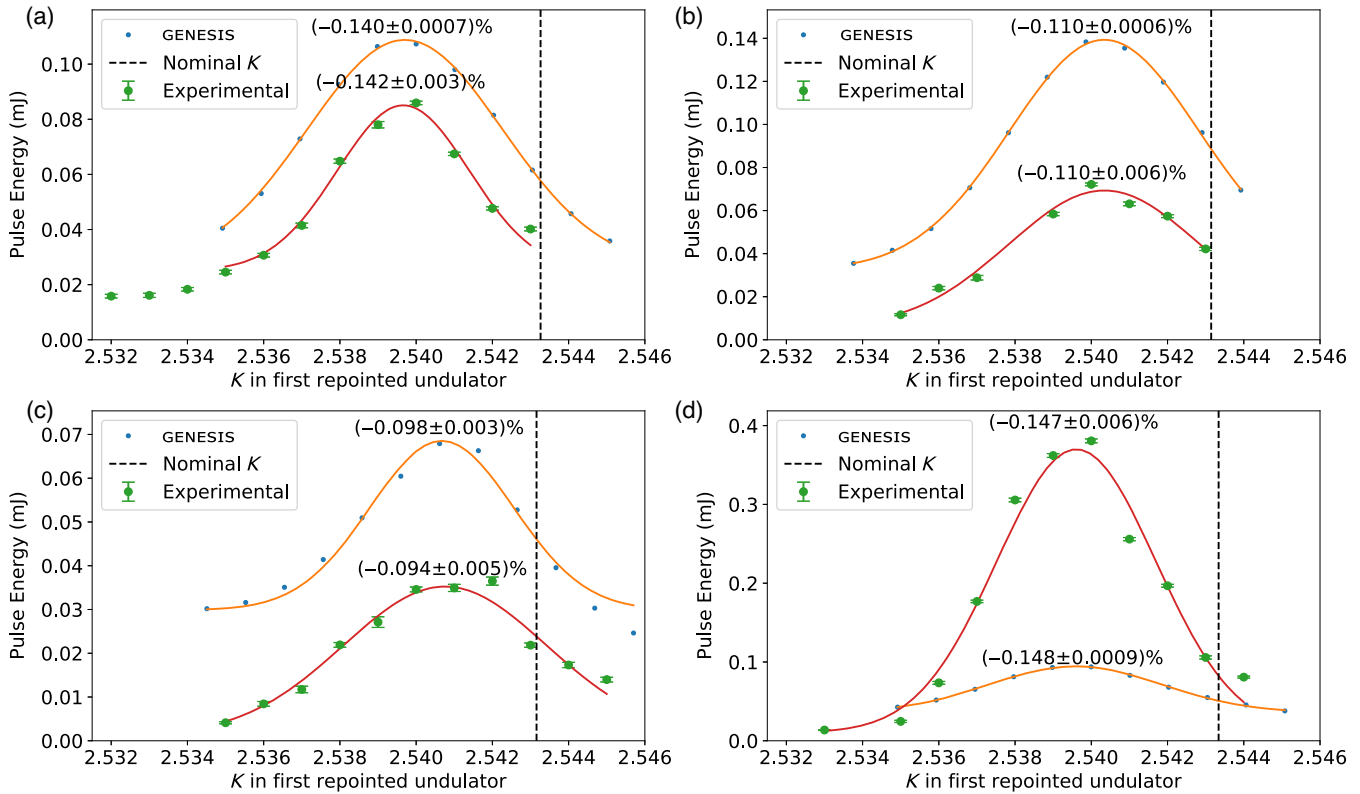 (a)
GENESIS
Nominal K
Experimental
(−0.140±0.0007)%
(−0.142±0.003)%
0.10
0.08
0.06
0.04
0.02
0.00
Pulse Energy (mJ)
2.532 2.534 2.536 2.538 2.540 2.542 2.544 2.546
K in first repointed undulator
(b)
GENESIS
Nominal K
Experimental
(−0.110±0.0006)%
(−0.110±0.006)%
0.14
0.12
0.10
0.08
0.06
0.04
0.02
0.00
Pulse Energy (mJ)
2.532 2.534 2.536 2.538 2.540 2.542 2.544 2.546
K in first repointed undulator
(c)
GENESIS
Nominal K
Experimental
(−0.098±0.003)%
(−0.094±0.005)%
0.07
0.06
0.05
0.04
0.03
0.02
0.01
0.00
Pulse Energy (mJ)
2.532 2.534 2.536 2.538 2.540 2.542 2.544 2.546
K in first repointed undulator
(d)
GENESIS
Nominal K
Experimental
(−0.147±0.006)%
(−0.148±0.0009)%
0.4
0.3
0.2
0.1
0.0
Pulse Energy (mJ)
2.532 2.534 2.536 2.538 2.540 2.542 2.544 2.546
K in first repointed undulator